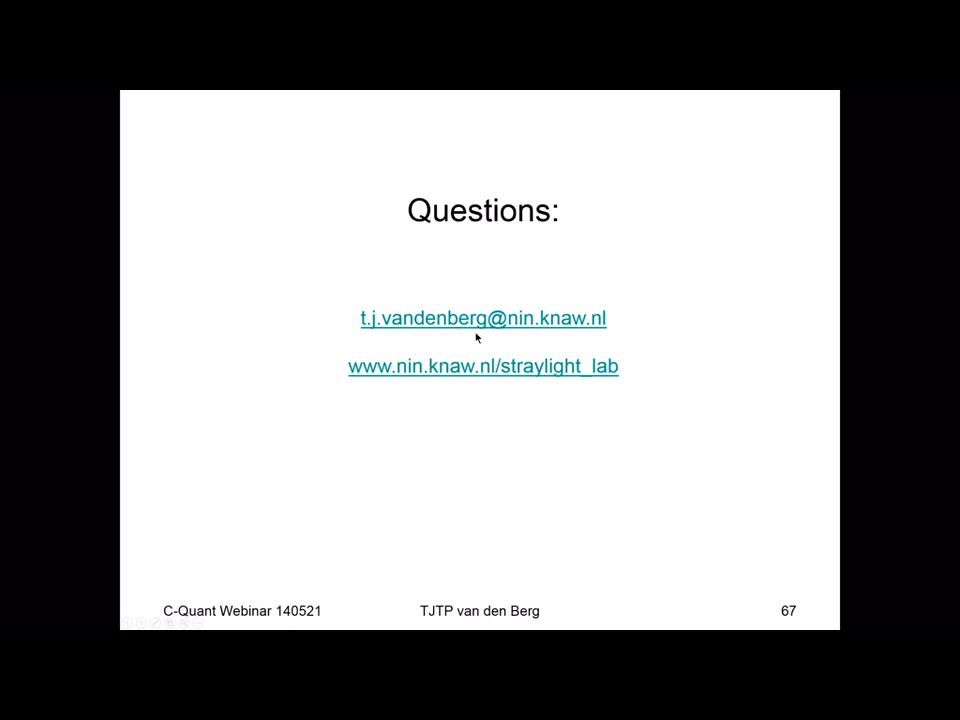 Questions:
t.j.vandenberg@nin.knaw.nl
www.nin.knaw.nl/straylight_lab
C-Quant Webinar 140521 TJTP van den Berg 67